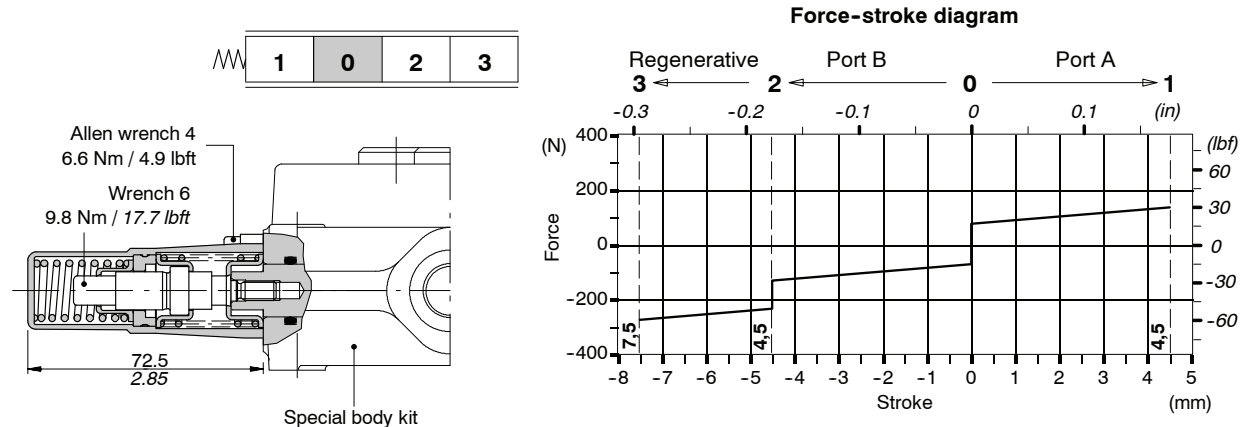 Force-stroke diagram
1 0 2 3
Allen wrench 4
6.6 Nm / 4.9 lbft
Wrench 6
9.8 Nm / 17.7 lbft
72.5
2.85
Special body kit
Regenerative Port B Port A
3 2 0 1
-0.3 -0.2 -0.1 0 0.1 (in)
(N)
400
200
0
-200
-400
Force
(lbf)
60
30
0
-30
-60
7,5
4,5
4,5
-8 -7 -6 -5 -4 -3 -2 -1 0 1 2 3 4 5
Stroke
(mm)